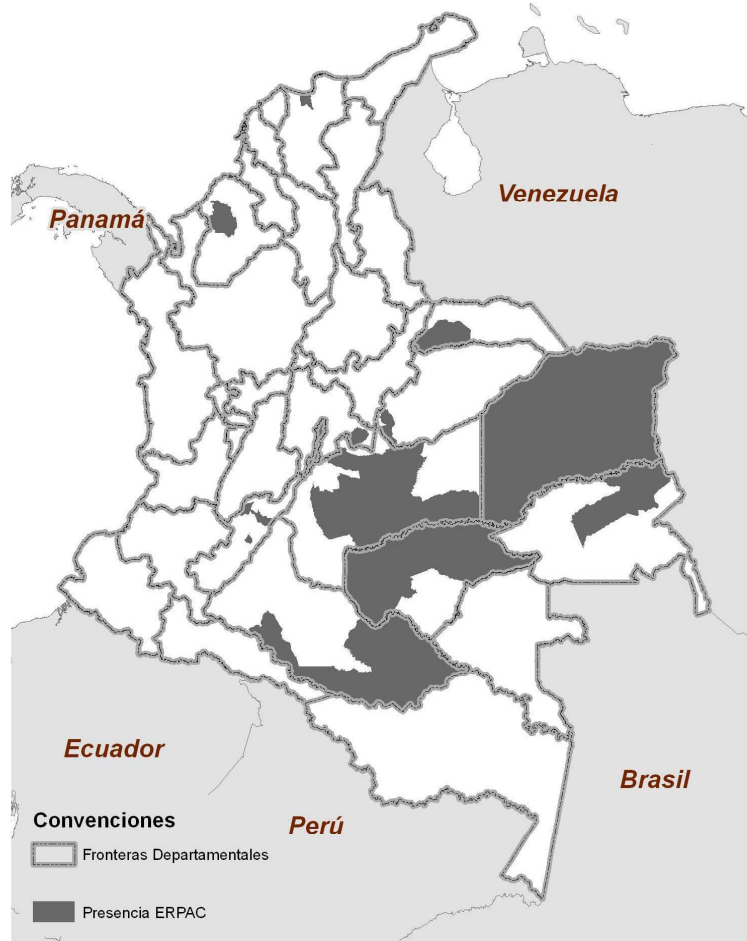 Venezuela
Panamá
Ecuador
Brasil
Perú
Convenciones
Fronteras Departamentales
Presencia ERPAC